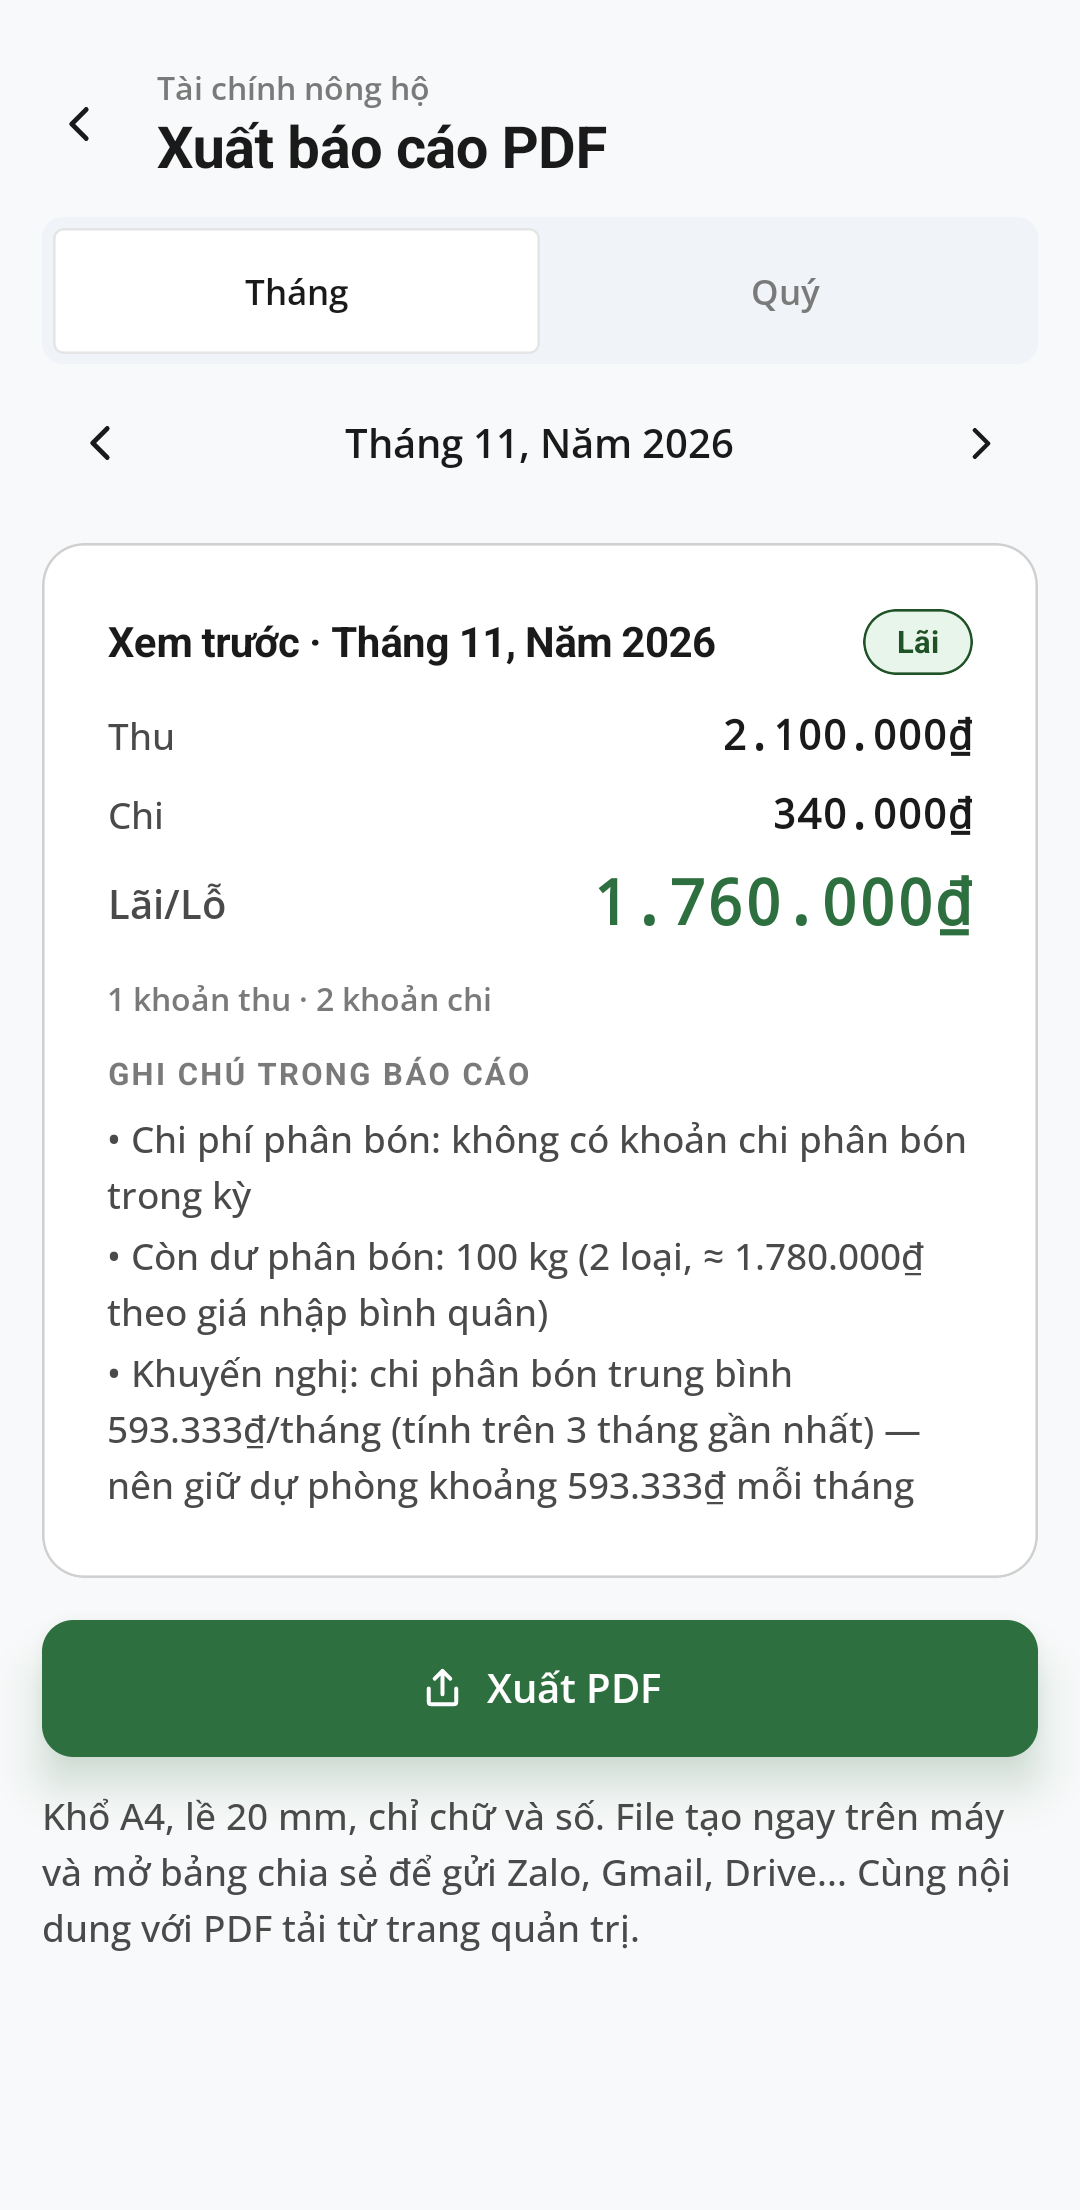 Tài chính nông hộ
Xuất báo cáo PDF
Tháng
Quý
Tháng 11, Năm 2026
Xem trước · Tháng 11, Năm 2026
Lãi
Thu
2.100.000₫
Chi
340.000₫
Lãi/Lỗ
1.760.000₫
1 khoản thu · 2 khoản chi
GHI CHÚ TRONG BÁO CÁO
• Chi phí phân bón: không có khoản chi phân bón
trong kỳ
• Còn dư phân bón: 100 kg (2 loại, ≈ 1.780.000₫
theo giá nhập bình quân)
• Khuyến nghị: chi phân bón trung bình
593.333₫/tháng (tính trên 3 tháng gần nhất) —
nên giữ dự phòng khoảng 593.333₫ mỗi tháng
Xuất PDF
Khổ A4, lề 20 mm, chỉ chữ và số. File tạo ngay trên máy
và mở bảng chia sẻ để gửi Zalo, Gmail, Drive... Cùng nội
dung với PDF tải từ trang quản trị.